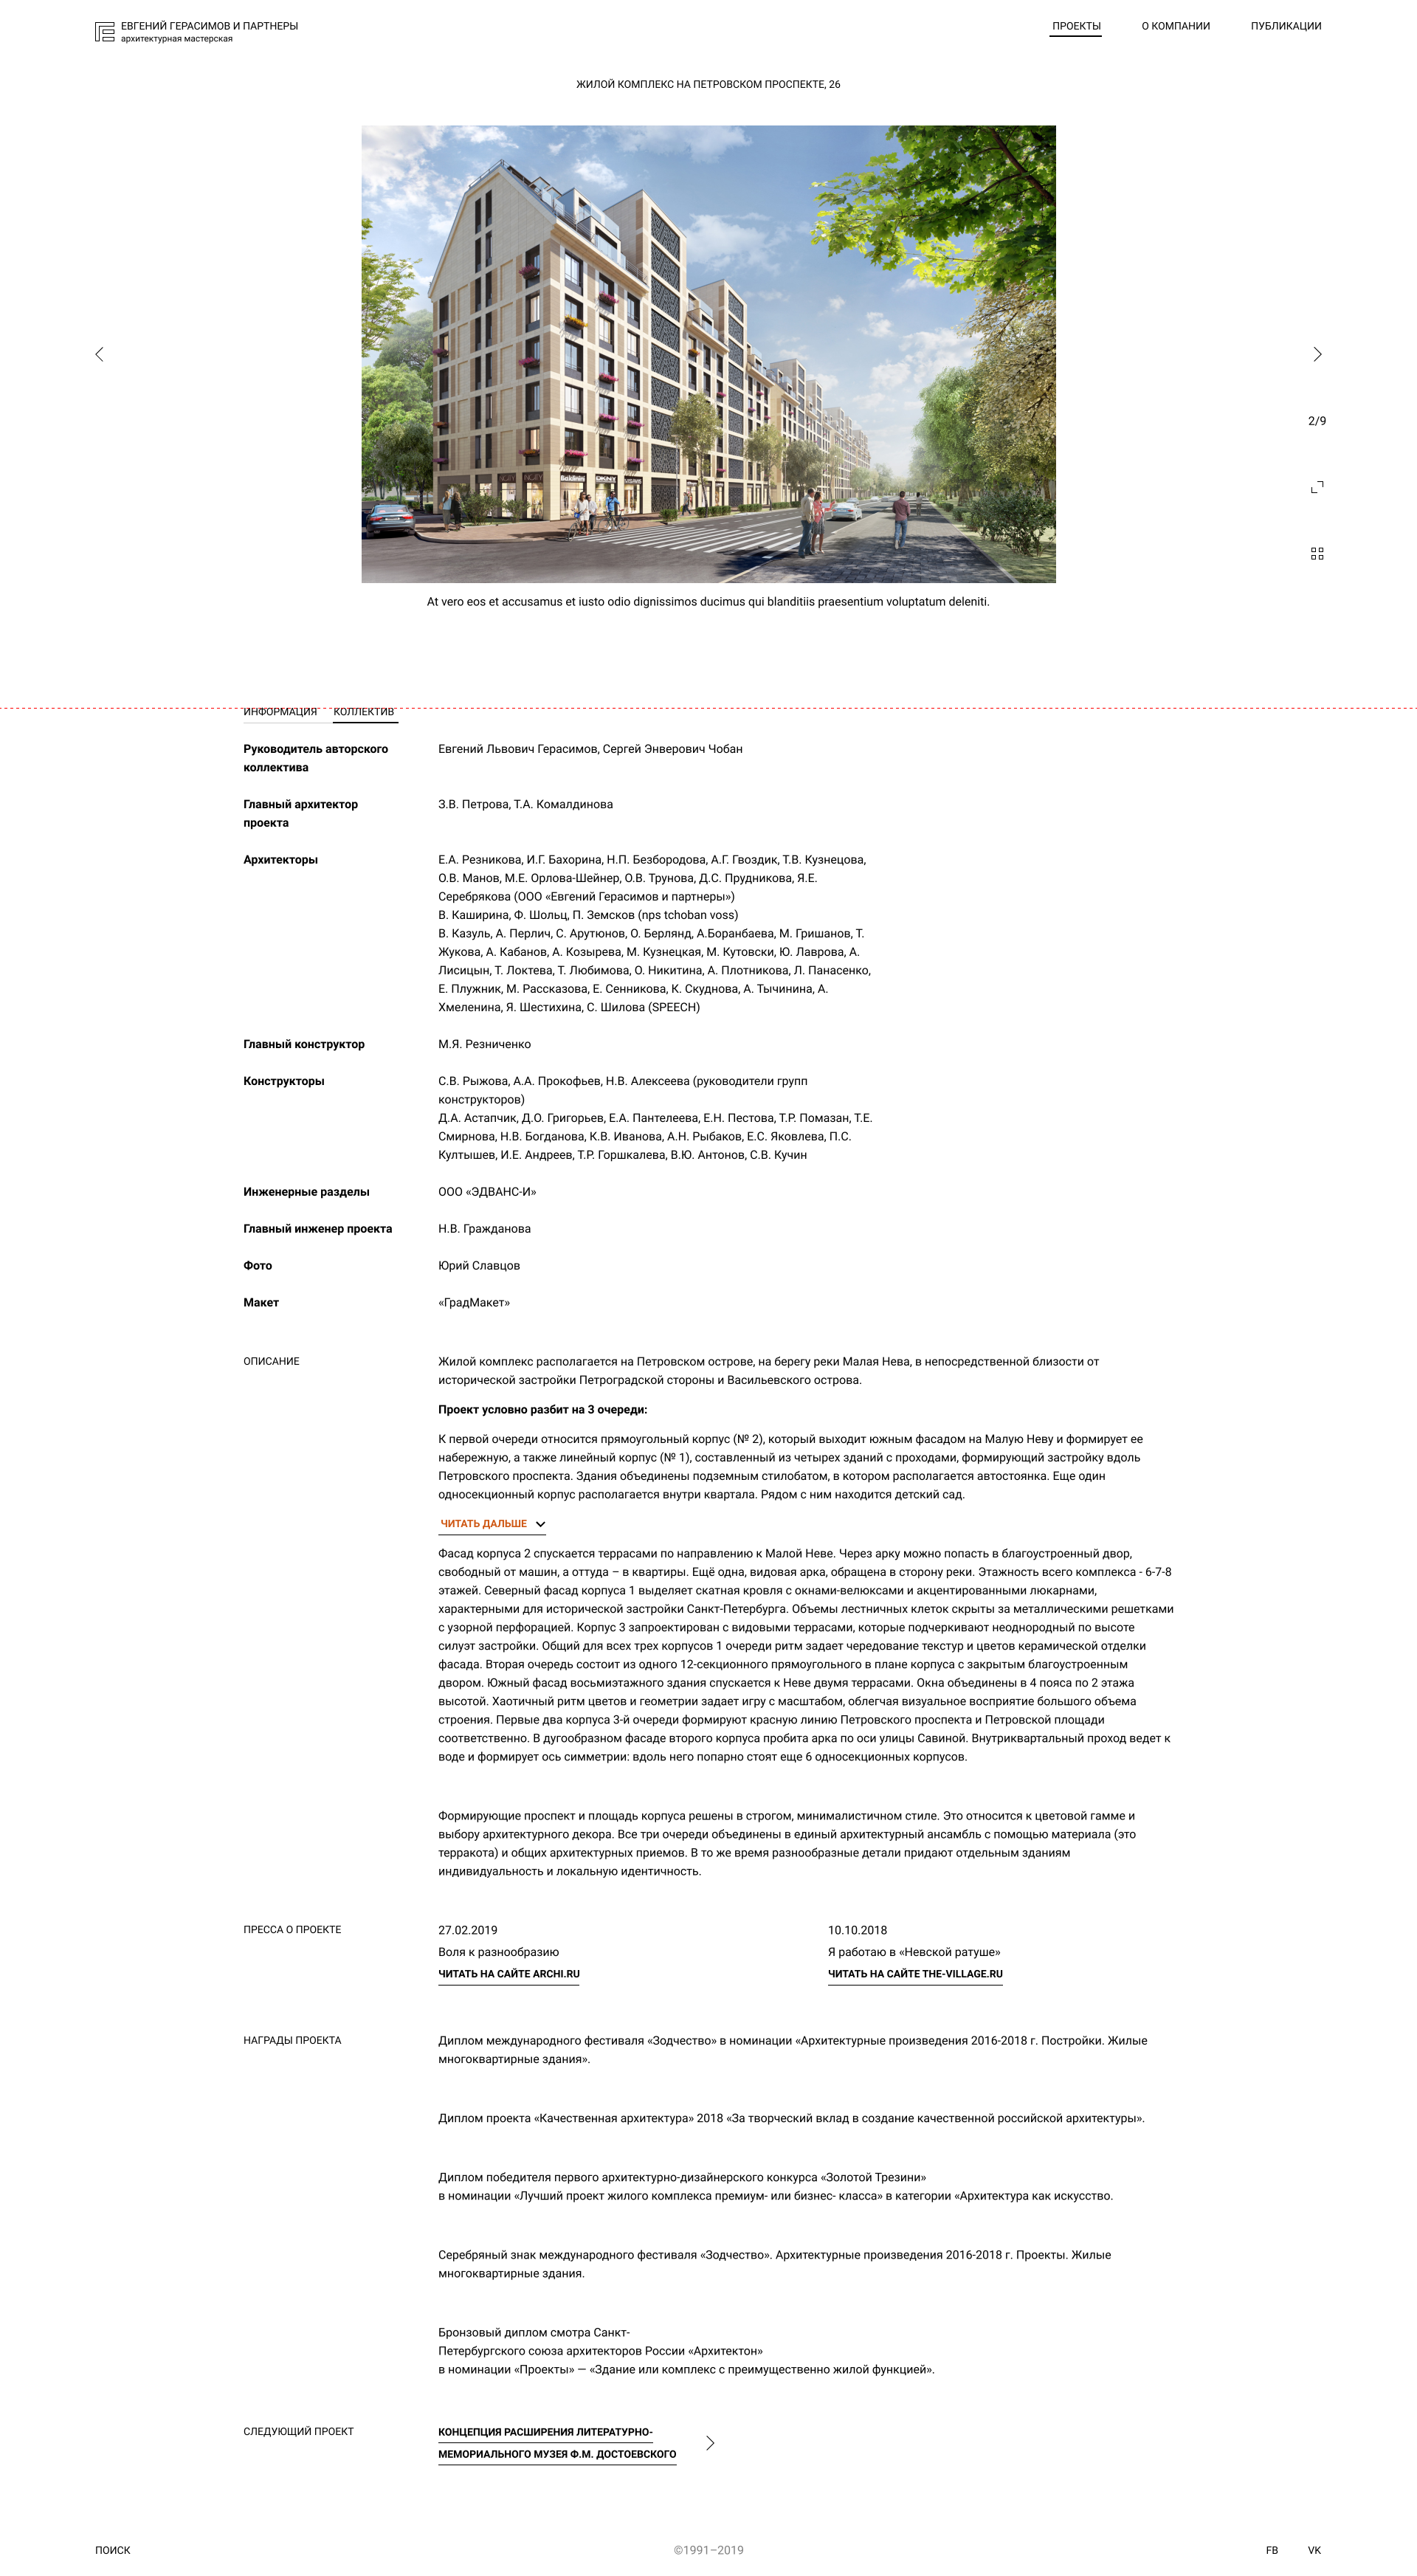 ЕВГЕНИЙ ГЕРАСИМОВ И ПАРТНЕРЫ
архитектурная мастерская
ПРОЕКТЫ
О КОМПАНИИ
ПУБЛИКАЦИИ
ЖИЛОЙ КОМПЛЕКС НА ПЕТРОВСКОМ ПРОСПЕКТЕ, 26
DKNY
2/9
At vero eos et accusamus et iusto odio dignissimos ducimus qui blanditiis praesentium voluptatum deleniti.
ИНФОРМАЦИЯ
КОЛЛЕКТИВ
Руководитель авторского
коллектива
Евгений Львович Герасимов, Сергей Энверович Чобан
Главный архитектор
проекта
З.В. Петрова, Т.А. Комалдинова
Архитекторы
Е.А. Резникова, И.Г. Бахорина, Н.П. Безбородова, А.Г. Гвоздик, Т.В. Кузнецова,
О.В. Манов, М.Е. Орлова-Шейнер, О.В. Трунова, Д.С. Прудникова, Я.Е.
Серебрякова (ООО «Евгений Герасимов и партнеры»)
В. Каширина, Ф. Шольц, П. Земсков (nps tchoban voss)
В. Казуль, А. Перлич, С. Арутюнов, О. Берлянд, А.Боранбаева, М. Гришанов, Т.
Жукова, А. Кабанов, А. Козырева, М. Кузнецкая, М. Кутовски, Ю. Лаврова, А.
Лисицын, Т. Локтева, Т. Любимова, О. Никитина, А. Плотникова, Л. Панасенко,
Е. Плужник, М. Рассказова, Е. Сенникова, К. Скуднова, А. Тычинина, А.
Хмеленина, Я. Шестихина, С. Шилова (SPEECH)
Главный конструктор
М.Я. Резниченко
Конструкторы
С.В. Рыжова, А.А. Прокофьев, Н.В. Алексеева (руководители групп
конструкторов)
Д.А. Астапчик, Д.О. Григорьев, Е.А. Пантелеева, Е.Н. Пестова, Т.Р. Помазан, Т.Е.
Смирнова, Н.В. Богданова, К.В. Иванова, А.Н. Рыбаков, Е.С. Яковлева, П.С.
Култышев, И.Е. Андреев, Т.Р. Горшкалева, В.Ю. Антонов, С.В. Кучин
Инженерные разделы
ООО «ЭДВАНС-И»
Главный инженер проекта
Н.В. Гражданова
Фото
Юрий Славцов
Макет
«ГрадМакет»
ОПИСАНИЕ
Жилой комплекс располагается на Петровском острове, на берегу реки Малая Нева, в непосредственной близости от
исторической застройки Петроградской стороны и Васильевского острова.
Проект условно разбит на 3 очереди:
К первой очереди относится прямоугольный корпус (№ 2), который выходит южным фасадом на Малую Неву и формирует ее
набережную, а также линейный корпус (№ 1), составленный из четырех зданий с проходами, формирующий застройку вдоль
Петровского проспекта. Здания объединены подземным стилобатом, в котором располагается автостоянка. Еще один
односекционный корпус располагается внутри квартала. Рядом с ним находится детский сад.
ЧИТАТЬ ДАЛЬШЕ
Фасад корпуса 2 спускается террасами по направлению к Малой Неве. Через арку можно попасть в благоустроенный двор,
свободный от машин, а оттуда – в квартиры. Ещё одна, видовая арка, обращена в сторону реки. Этажность всего комплекса - 6-7-8
этажей. Северный фасад корпуса 1 выделяет скатная кровля с окнами-велюксами и акцентированными люкарнами,
характерными для исторической застройки Санкт-Петербурга. Объемы лестничных клеток скрыты за металлическими решетками
с узорной перфорацией. Корпус 3 запроектирован с видовыми террасами, которые подчеркивают неоднородный по высоте
силуэт застройки. Общий для всех трех корпусов 1 очереди ритм задает чередование текстур и цветов керамической отделки
фасада. Вторая очередь состоит из одного 12-секционного прямоугольного в плане корпуса с закрытым благоустроенным
двором. Южный фасад восьмиэтажного здания спускается к Неве двумя террасами. Окна объединены в 4 пояса по 2 этажа
высотой. Хаотичный ритм цветов и геометрии задает игру с масштабом, облегчая визуальное восприятие большого объема
строения. Первые два корпуса 3-й очереди формируют красную линию Петровского проспекта и Петровской площади
соответственно. В дугообразном фасаде второго корпуса пробита арка по оси улицы Савиной. Внутриквартальный проход ведет к
воде и формирует ось симметрии: вдоль него попарно стоят еще 6 односекционных корпусов.
Формирующие проспект и площадь корпуса решены в строгом, минималистичном стиле. Это относится к цветовой гамме и
выбору архитектурного декора. Все три очереди объединены в единый архитектурный ансамбль с помощью материала (это
терракота) и общих архитектурных приемов. В то же время разнообразные детали придают отдельным зданиям
индивидуальность и локальную идентичность.
ПРЕССА О ПРОЕКТЕ
27.02.2019
Воля к разнообразию
ЧИТАТЬ НА САЙТЕ ARCHI.RU
10.10.2018
Я работаю в «Невской ратуше»
ЧИТАТЬ НА САЙТЕ THE-VILLAGE.RU
НАГРАДЫ ПРОЕКТА
Диплом международного фестиваля «Зодчество» в номинации «Архитектурные произведения 2016-2018 г. Постройки. Жилые
многоквартирные здания».
Диплом проекта «Качественная архитектура» 2018 «За творческий вклад в создание качественной российской архитектуры».
Диплом победителя первого архитектурно-дизайнерского конкурса «Золотой Трезини»
в номинации «Лучший проект жилого комплекса премиум- или бизнес- класса» в категории «Архитектура как искусство.
Серебряный знак международного фестиваля «Зодчество». Архитектурные произведения 2016-2018 г. Проекты. Жилые
многоквартирные здания.
Бронзовый диплом смотра Санкт-
Петербургского союза архитекторов России «Архитектон»
в номинации «Проекты» — «Здание или комплекс с преимущественно жилой функцией».
СЛЕДУЮЩИЙ ПРОЕКТ
КОНЦЕПЦИЯ РАСШИРЕНИЯ ЛИТЕРАТУРНО-
МЕМОРИАЛЬНОГО МУЗЕЯ Ф.М. ДОСТОЕВСКОГО
ПОИСК
©1991–2019
FB
VK